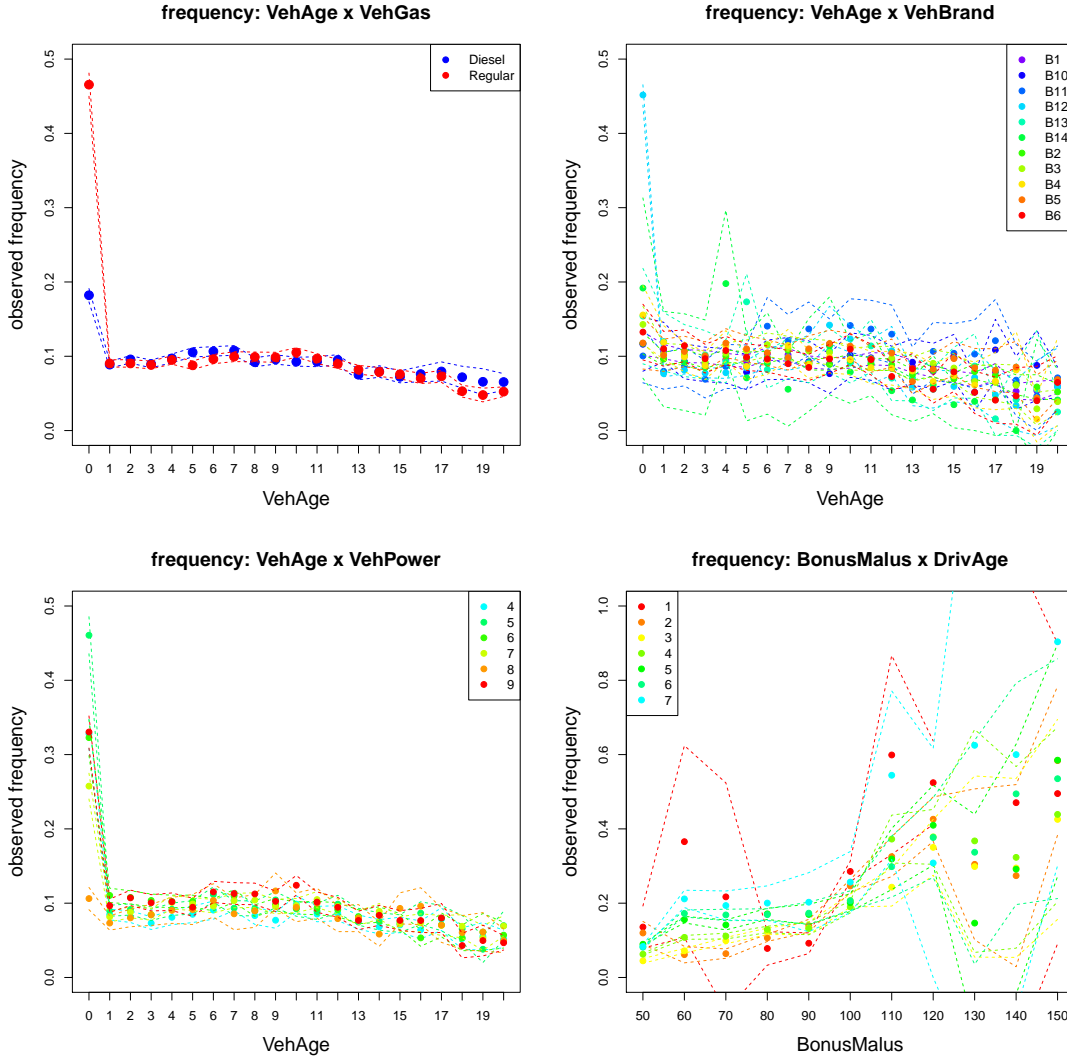 frequency: VehAge x VehGas
observed frequency
0.0 0.1 0.2 0.3 0.4 0.5
Diesel
Regular
0 1 2 3 4 5 6 7 8 9 11 13 15 17 19
VehAge
frequency: VehAge x VehBrand
observed frequency
0.0 0.1 0.2 0.3 0.4 0.5
B1
B10
B11
B12
B13
B14
B2
B3
B4
B5
B6
0 1 2 3 4 5 6 7 8 9 11 13 15 17 19
VehAge
frequency: VehAge x VehPower
observed frequency
0.0 0.1 0.2 0.3 0.4 0.5
4
5
6
7
8
9
0 1 2 3 4 5 6 7 8 9 11 13 15 17 19
VehAge
frequency: BonusMalus x DrivAge
observed frequency
0.0 0.2 0.4 0.6 0.8 1.0
1
2
3
4
5
6
7
50 60 70 80 90 100 110 120 130 140 150
BonusMalus